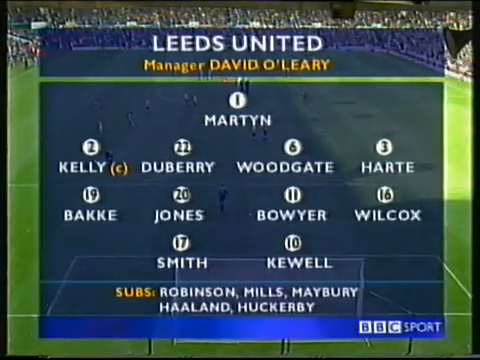 LEEDS UNITED
Manager DAVID O'LEARY
1
MARTYN
2 22 6 3
KELLY (c) DUBERRY WOODGATE HARTE
19 20 11 16
BAKKE JONES BOWYER WILCOX
17 10
SMITH KEWELL
SUBS: ROBINSON, MILLS, MAYBURY
HAALAND, HUCKERBY
BBC SPORT